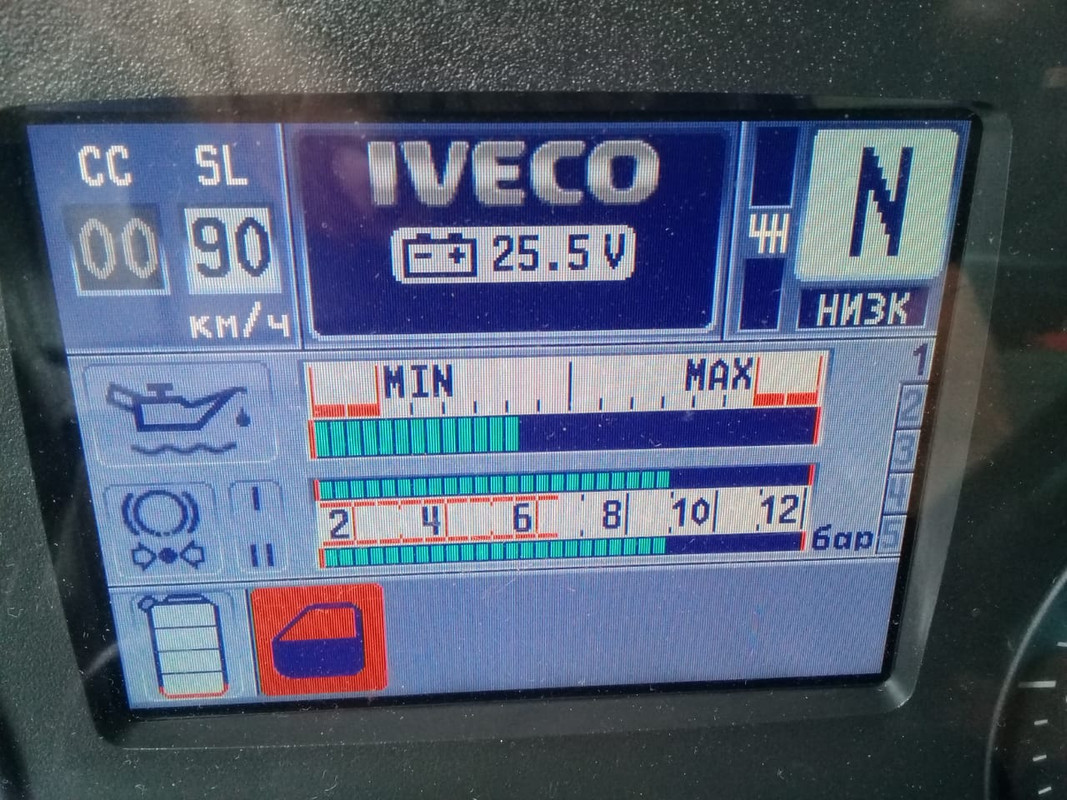 CC SL
00 90
км/ч
IVECO
- + 25.5 V
ЧН
N
НИЗК
MIN MAX
I
II
2 4 6 8 10 12
бар
1
2
3
4
5